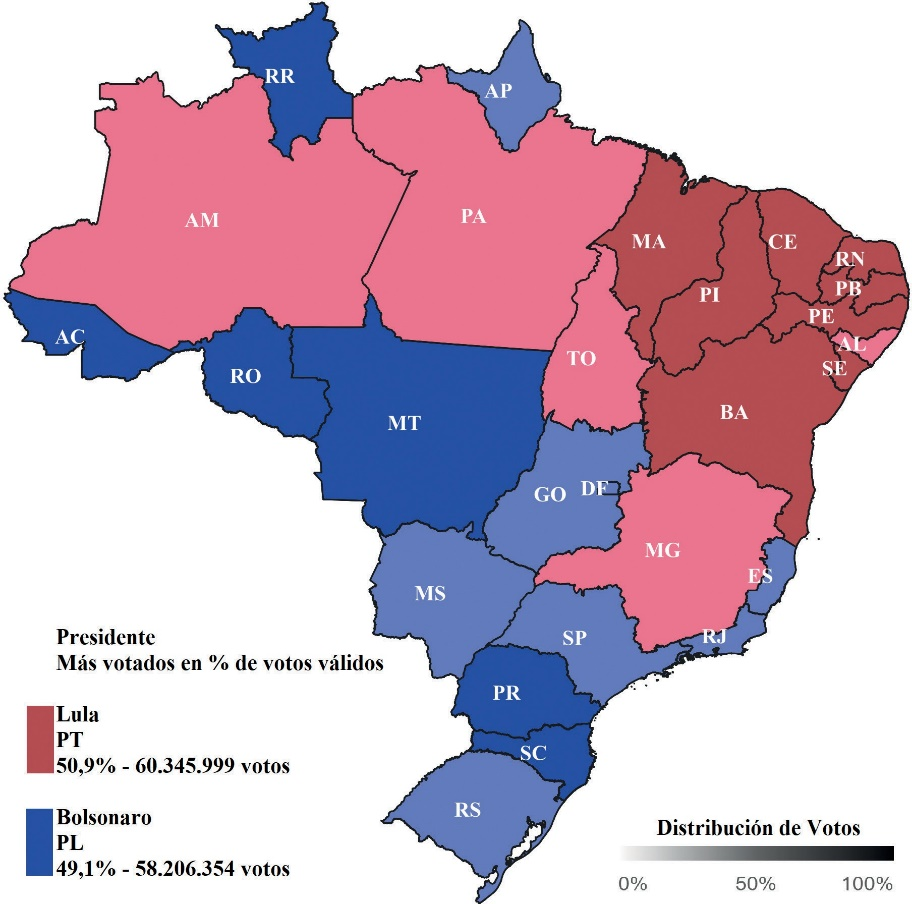 RR
AP
AM
PA
MA
CE
RN
PI
PB
PE
AC
AL
TO
SE
RO
BA
MT
GO
DF
MG
ES
MS
SP
RJ
Presidente
Más votados en % de votos válidos
PR
Lula
PT
50,9% - 60.345.999 votos
SC
Bolsonaro
PL
49,1% - 58.206.354 votos
RS
Distribución de Votos
0% 50% 100%